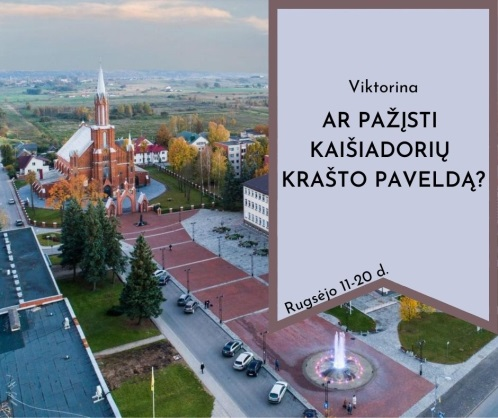 Viktorina
AR PAŽĮSTI
KAIŠIADORIŲ
KRAŠTO PAVELDĄ?
Rugsėjo 11-20 d.